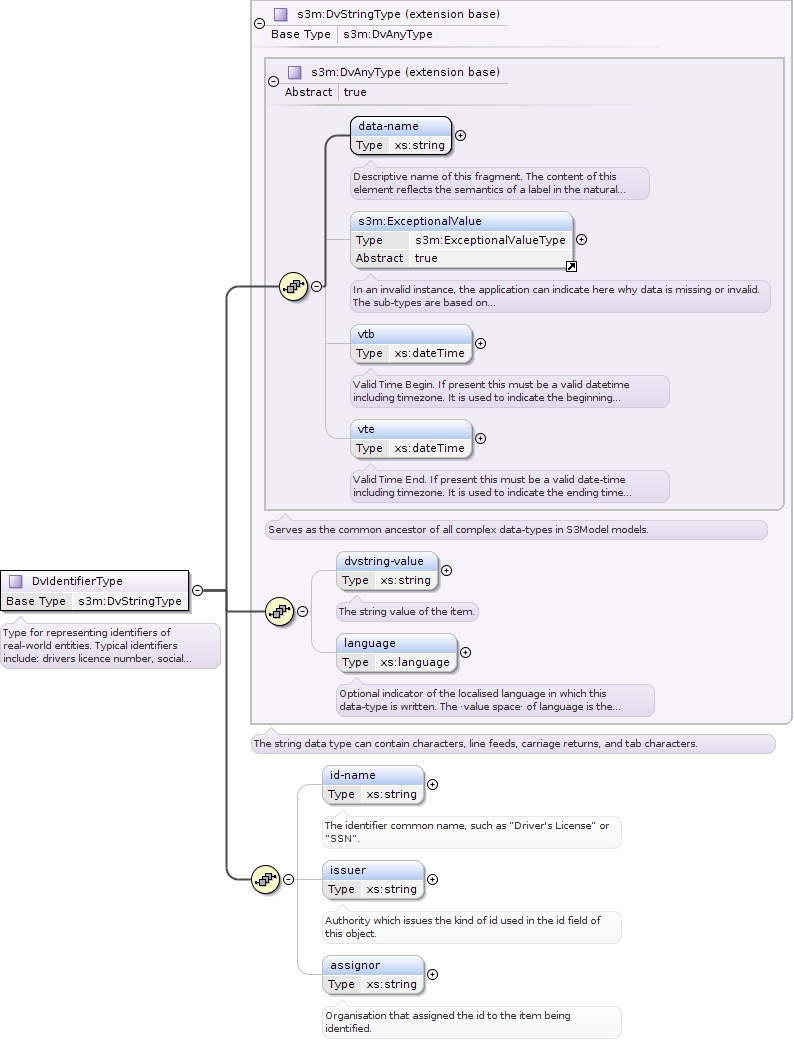 s3m:DvStringType (extension base)
Base Type s3m:DvAnyType
s3m:DvAnyType (extension base)
Abstract true
data-name
Type xs:string
Descriptive name of this fragment. The content of this
element reflects the semantics of a label in the natural...
s3m:ExceptionalValue
Type s3m:ExceptionalValueType
Abstract true
In an invalid instance, the application can indicate here why data is missing or invalid.
The sub-types are based on...
vtb
Type xs:dateTime
Valid Time Begin. If present this must be a valid datetime
including timezone. It is used to indicate the beginning...
vte
Type xs:dateTime
Valid Time End. If present this must be a valid date-time
including timezone. It is used to indicate the ending time...
Serves as the common ancestor of all complex data-types in S3Model models.
dvstring-value
Type xs:string
The string value of the item.
DvIdentifierType
Base Type s3m:DvStringType
Type for representing identifiers of
real-world entities. Typical identifiers
include: drivers licence number, social...
language
Type xs:language
Optional indicator of the localised language in which this
data-type is written. The ·value space· of language is the...
The string data type can contain characters, line feeds, carriage returns, and tab characters.
id-name
Type xs:string
The identifier common name, such as "Driver's License" or
"SSN".
issuer
Type xs:string
Authority which issues the kind of id used in the id field of
this object.
assignor
Type xs:string
Organisation that assigned the id to the item being
identified.